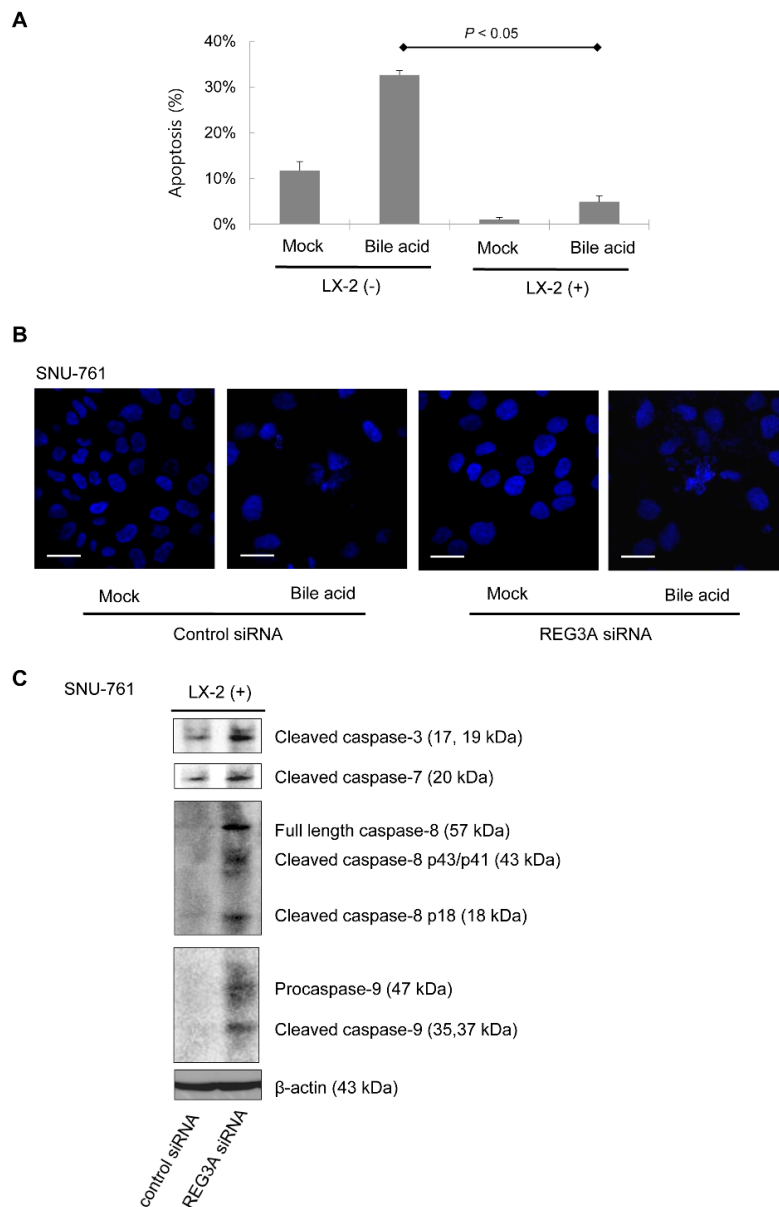 A
40%
P < 0.05
30%
20%
10%
0%
Apoptosis (%)
Mock Bile acid Mock Bile acid
LX-2 (-) LX-2 (+)
B
SNU-761
Mock Bile acid Mock Bile acid
Control siRNA REG3A siRNA
C
SNU-761 LX-2 (+)
Cleaved caspase-3 (17, 19 kDa)
Cleaved caspase-7 (20 kDa)
Full length caspase-8 (57 kDa)
Cleaved caspase-8 p43/p41 (43 kDa)
Cleaved caspase-8 p18 (18 kDa)
Procaspase-9 (47 kDa)
Cleaved caspase-9 (35,37 kDa)
β-actin (43 kDa)
control siRNA
REG3A siRNA